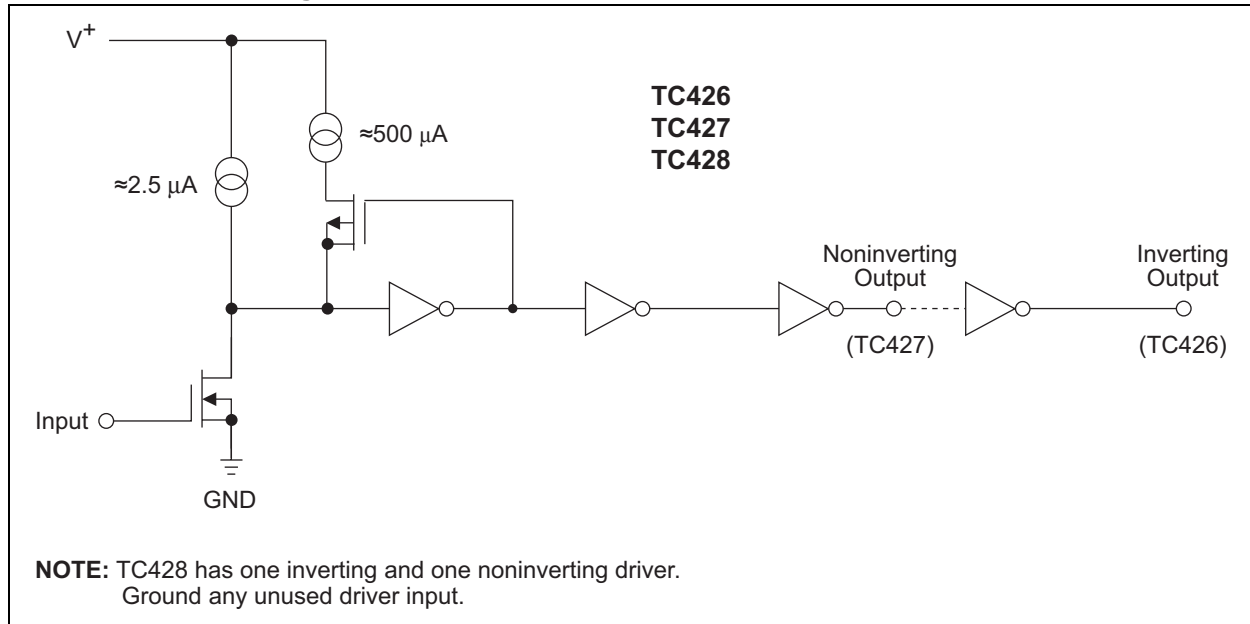 V+
≈500 μA
≈2.5 μA
TC426
TC427
TC428
Noninverting
Output
(TC427)
Inverting
Output
(TC426)
Input
GND
NOTE: TC428 has one inverting and one noninverting driver.
Ground any unused driver input.